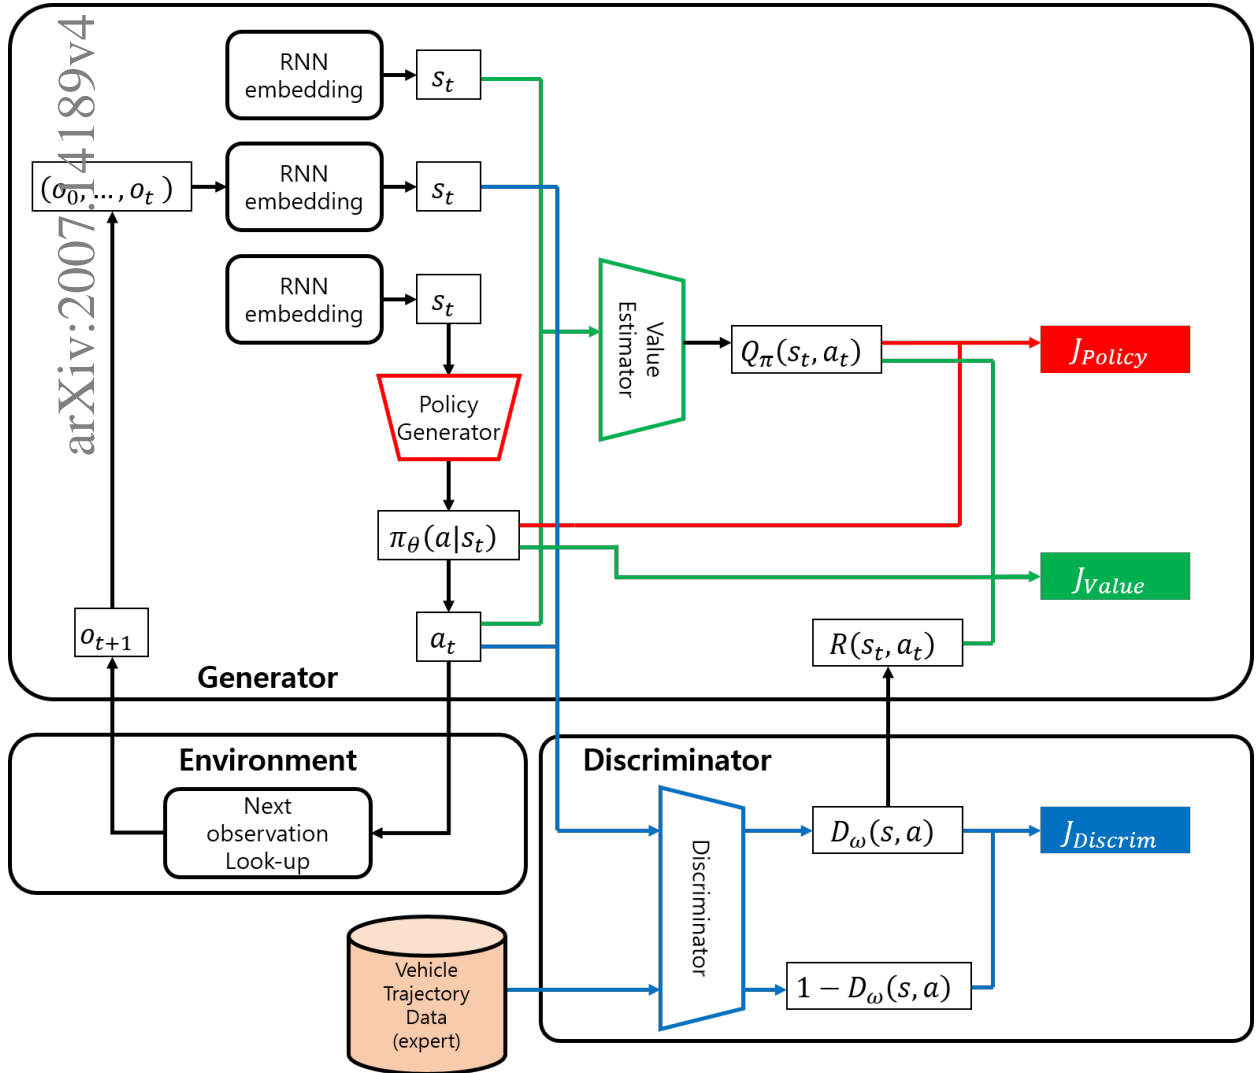 arXiv:2007.14189v4
RNN
embedding
s_t
(o_0, ..., o_t )
RNN
embedding
s_t
RNN
embedding
s_t
Value
Estimator
Q_π(s_t, a_t)
J_Policy
Policy
Generator
π_θ(a|s_t)
J_Value
o_{t+1}
a_t
R(s_t, a_t)
Generator
Environment
Next
observation
Look-up
Discriminator
Discriminator
D_ω(s, a)
J_Discrim
1 − D_ω(s, a)
Vehicle
Trajectory
Data
(expert)